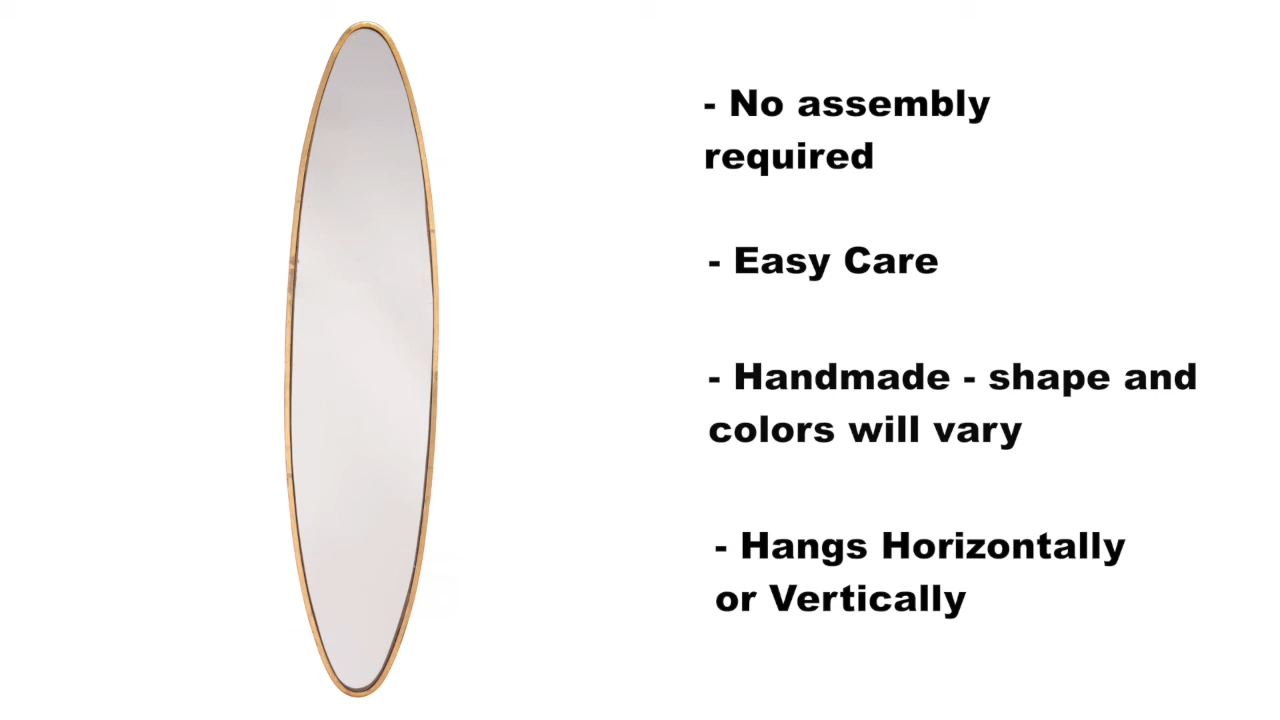 - No assembly
required
- Easy Care
- Handmade - shape and
colors will vary
- Hangs Horizontally
or Vertically